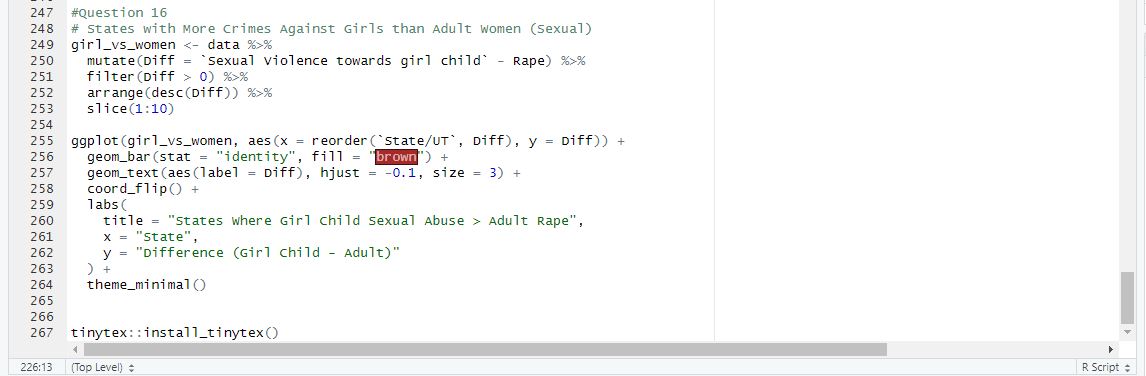 247 #Question 16
248 # States with More Crimes Against Girls than Adult Women (Sexual)
249 girl_vs_women <- data %>%
250   mutate(Diff = `Sexual Violence towards girl child` - Rape) %>%
251   filter(Diff > 0) %>%
252   arrange(desc(Diff)) %>%
253   slice(1:10)
254
255 ggplot(girl_vs_women, aes(x = reorder(`State/UT`, Diff), y = Diff)) +
256   geom_bar(stat = "identity", fill = "brown") +
257   geom_text(aes(label = Diff), hjust = -0.1, size = 3) +
258   coord_flip() +
259   labs(
260     title = "States Where Girl Child Sexual Abuse > Adult Rape",
261     x = "State",
262     y = "Difference (Girl Child - Adult)"
263   ) +
264   theme_minimal()
265
266
267 tinytex::install_tinytex()
226:13 (Top Level) R Script